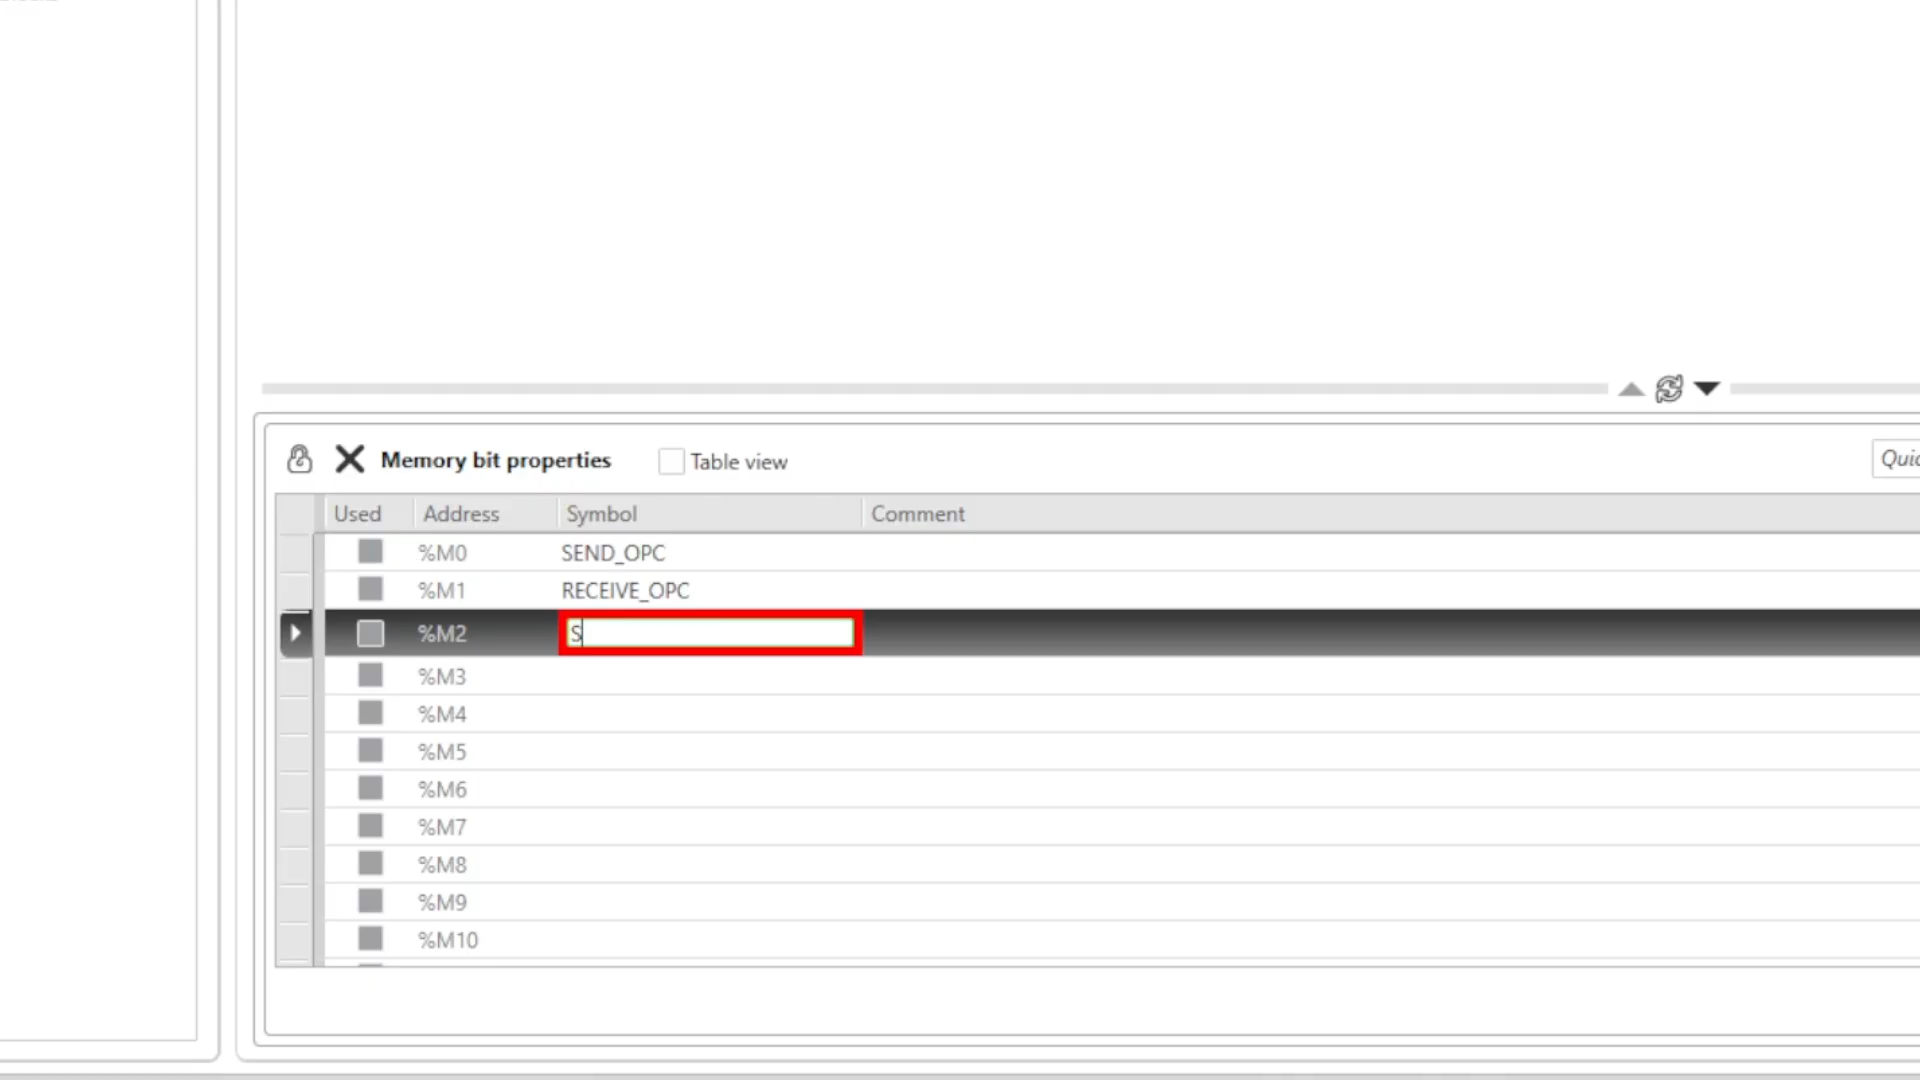 Memory bit properties Table view Quic
Used Address Symbol Comment
%M0 SEND_OPC
%M1 RECEIVE_OPC
%M2 S
%M3
%M4
%M5
%M6
%M7
%M8
%M9
%M10